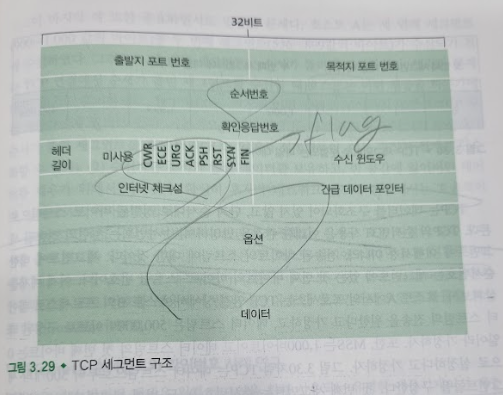 32비트
출발지 포트 번호 목적지 포트 번호
순서번호
확인응답번호 flag
헤더 길이 미사용 CWR ECE URG ACK PSH RST SYN FIN 수신 윈도우
인터넷 체크섬 긴급 데이터 포인터
옵션
데이터
그림 3.29 ◆ TCP 세그먼트 구조